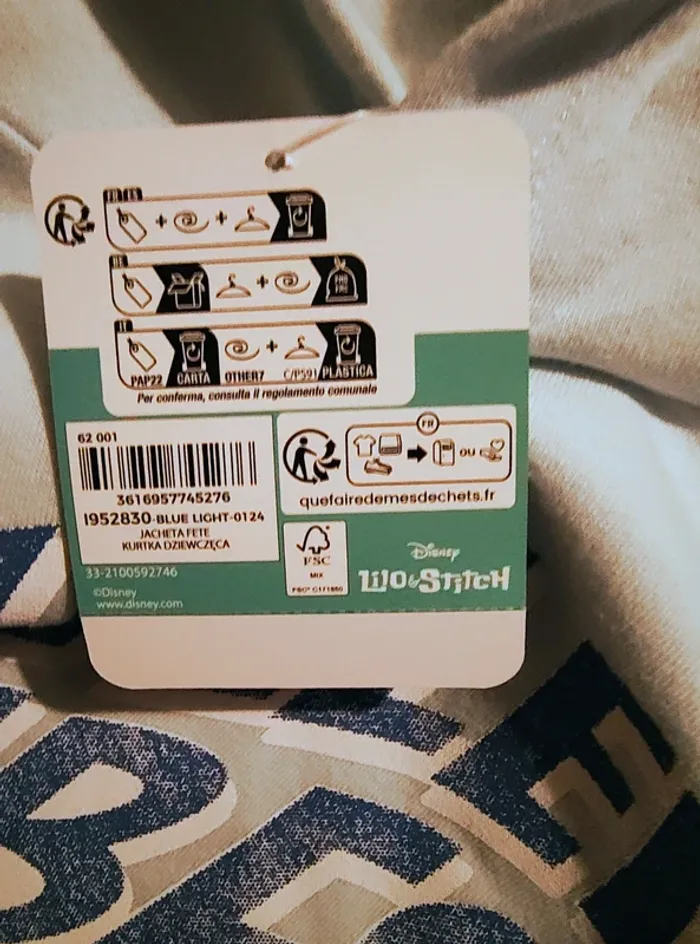 FR ES
DE
IT
PAP22 CARTA OTHER7 C/PS91 PLASTICA
Per conferma, consulta il regolamento comunale
62 001
3616957745276
I952830-BLUE LIGHT-0124
JACHETA FETE
KURTKA DZIEWCZĘCA
FR
OU
quefairedemesdechets.fr
FSC
MIX
33-2100592746
©Disney
www.disney.com
Disney
LILO & STITCH